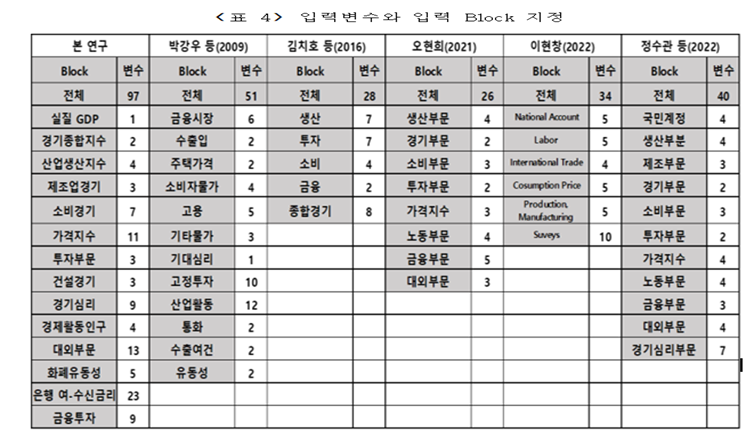 <표 4> 입력변수와 입력 Block 지정
본 연구 박강우 등(2009) 김치호 등(2016) 오현희(2021) 이현창(2022) 정수관 등(2022)
Block 변수 Block 변수 Block 변수 Block 변수 Block 변수 Block 변수
전체 97 전체 51 전체 28 전체 26 전체 34 전체 40
실질 GDP 1 금융시장 6 생산 7 생산부문 4 National Account 5 국민계정 4
경기종합지수 2 수출입 2 투자 7 경기부문 2 Labor 5 생산부분 4
산업생산지수 4 주택가격 2 소비 4 소비부문 3 International Trade 4 제조부문 3
제조업경기 3 소비자물가 4 금융 2 투자부문 2 Cosumption Price 5 경기부문 2
소비경기 7 고용 5 종합경기 8 가격지수 3 Production, Manufacturing 5 소비부문 3
가격지수 11 기타물가 3 노동부문 4 Suveys 10 투자부문 2
투자부문 3 기대심리 1 금융부문 5 가격지수 4
건설경기 3 고정투자 10 대외부문 3 노동부문 4
경기심리 9 산업활동 12 금융부문 3
경제활동인구 4 통화 2 대외부문 4
대외부문 13 수출여건 2 경기심리부문 7
화폐유동성 5 유동성 2
은행 여-수신금리 23
금융투자 9